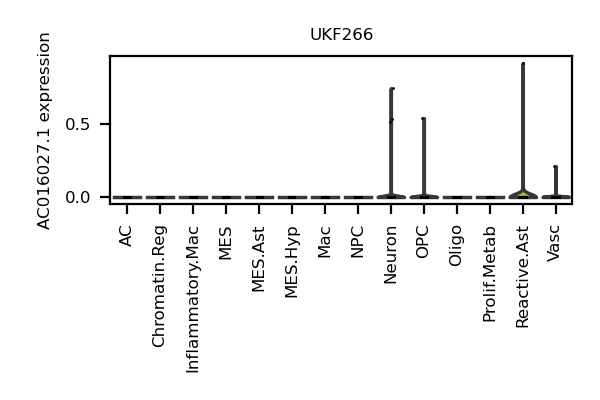 UKF266
AC016027.1 expression
0.5
0.0
AC
Chromatin.Reg
Inflammatory.Mac
MES
MES.Ast
MES.Hyp
Mac
NPC
Neuron
OPC
Oligo
Prolif.Metab
Reactive.Ast
Vasc